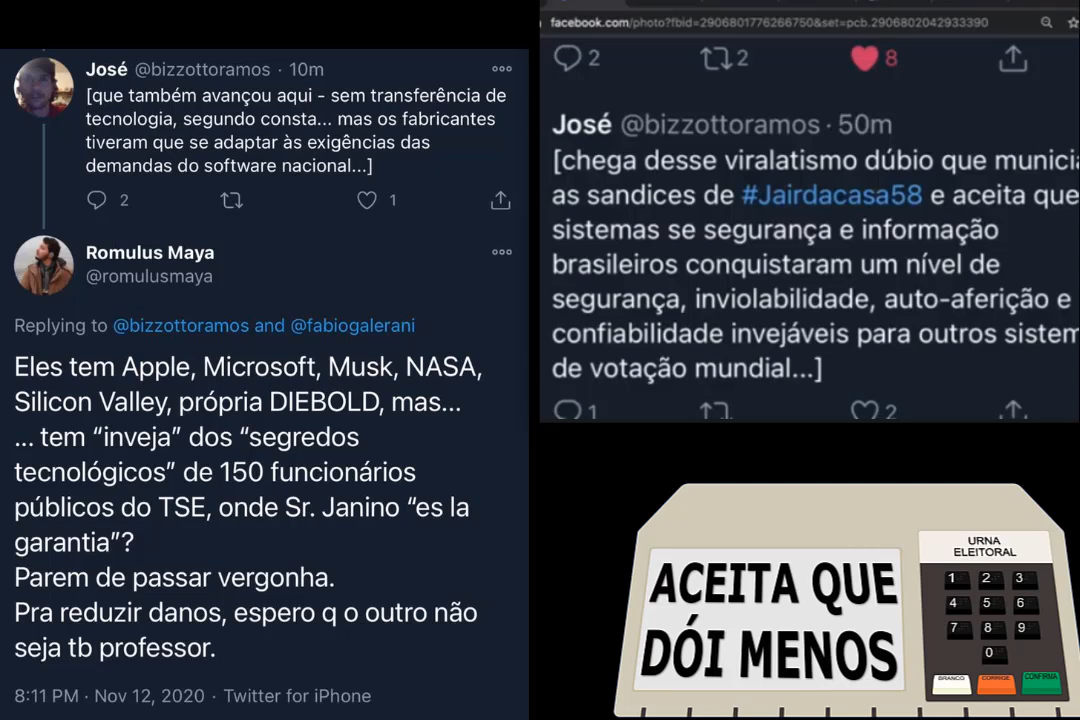 José @bizzottoramos · 10m
[que também avançou aqui - sem transferência de
tecnologia, segundo consta... mas os fabricantes
tiveram que se adaptar às exigências das
demandas do software nacional...]
2
1
Romulus Maya
@romulusmaya
Replying to @bizzottoramos and @fabiogalerani
Eles tem Apple, Microsoft, Musk, NASA,
Silicon Valley, própria DIEBOLD, mas...
... tem “inveja” dos “segredos
tecnológicos” de 150 funcionários
públicos do TSE, onde Sr. Janino “es la
garantia”?
Parem de passar vergonha.
Pra reduzir danos, espero q o outro não
seja tb professor.
8:11 PM · Nov 12, 2020 · Twitter for iPhone
facebook.com/photo?fbid=2906801776266750&set=pcb.2906802042933390
2 2 8
José @bizzottoramos · 50m
[chega desse viralatismo dúbio que munici
as sandices de #Jairdacasa58 e aceita que
sistemas se segurança e informação
brasileiros conquistaram um nível de
segurança, inviolabilidade, auto-aferição e
confiabilidade invejáveis para outros sistem
de votação mundial...]
1 2
URNA
ELEITORAL
ACEITA QUE
DÓI MENOS
1 2 3
4 5 6
7 8 9
0
BRANCO CORRIGE CONFIRMA